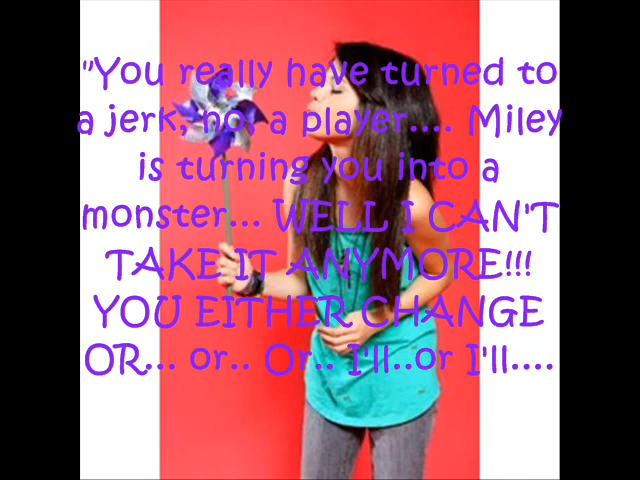 "You really have turned to
a jerk, no, a player.... Miley
is turning you into a
monster... WELL I CAN'T
TAKE IT ANYMORE!!!
YOU EITHER CHANGE
OR... or.. Or.. I'll..or I'll....